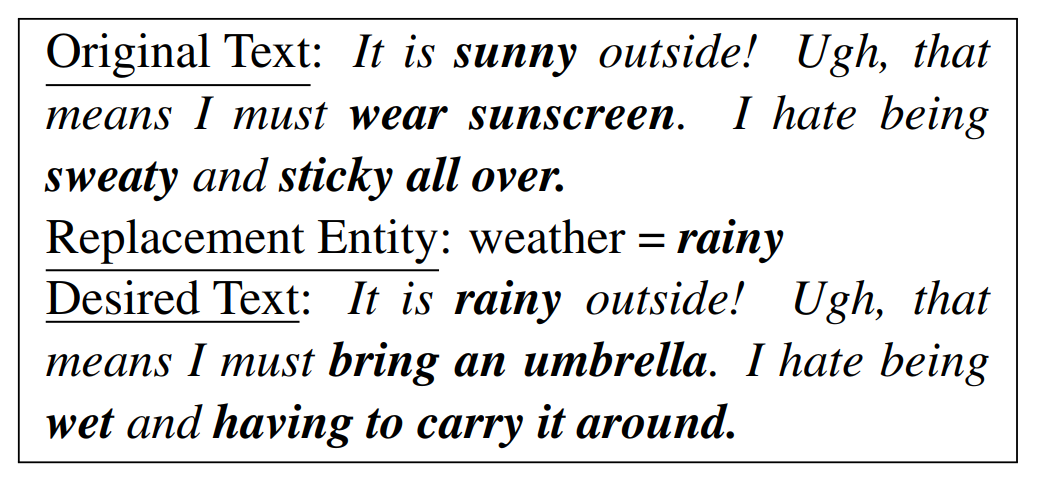 Original Text: It is sunny outside! Ugh, that
means I must wear sunscreen. I hate being
sweaty and sticky all over.
Replacement Entity: weather = rainy
Desired Text: It is rainy outside! Ugh, that
means I must bring an umbrella. I hate being
wet and having to carry it around.